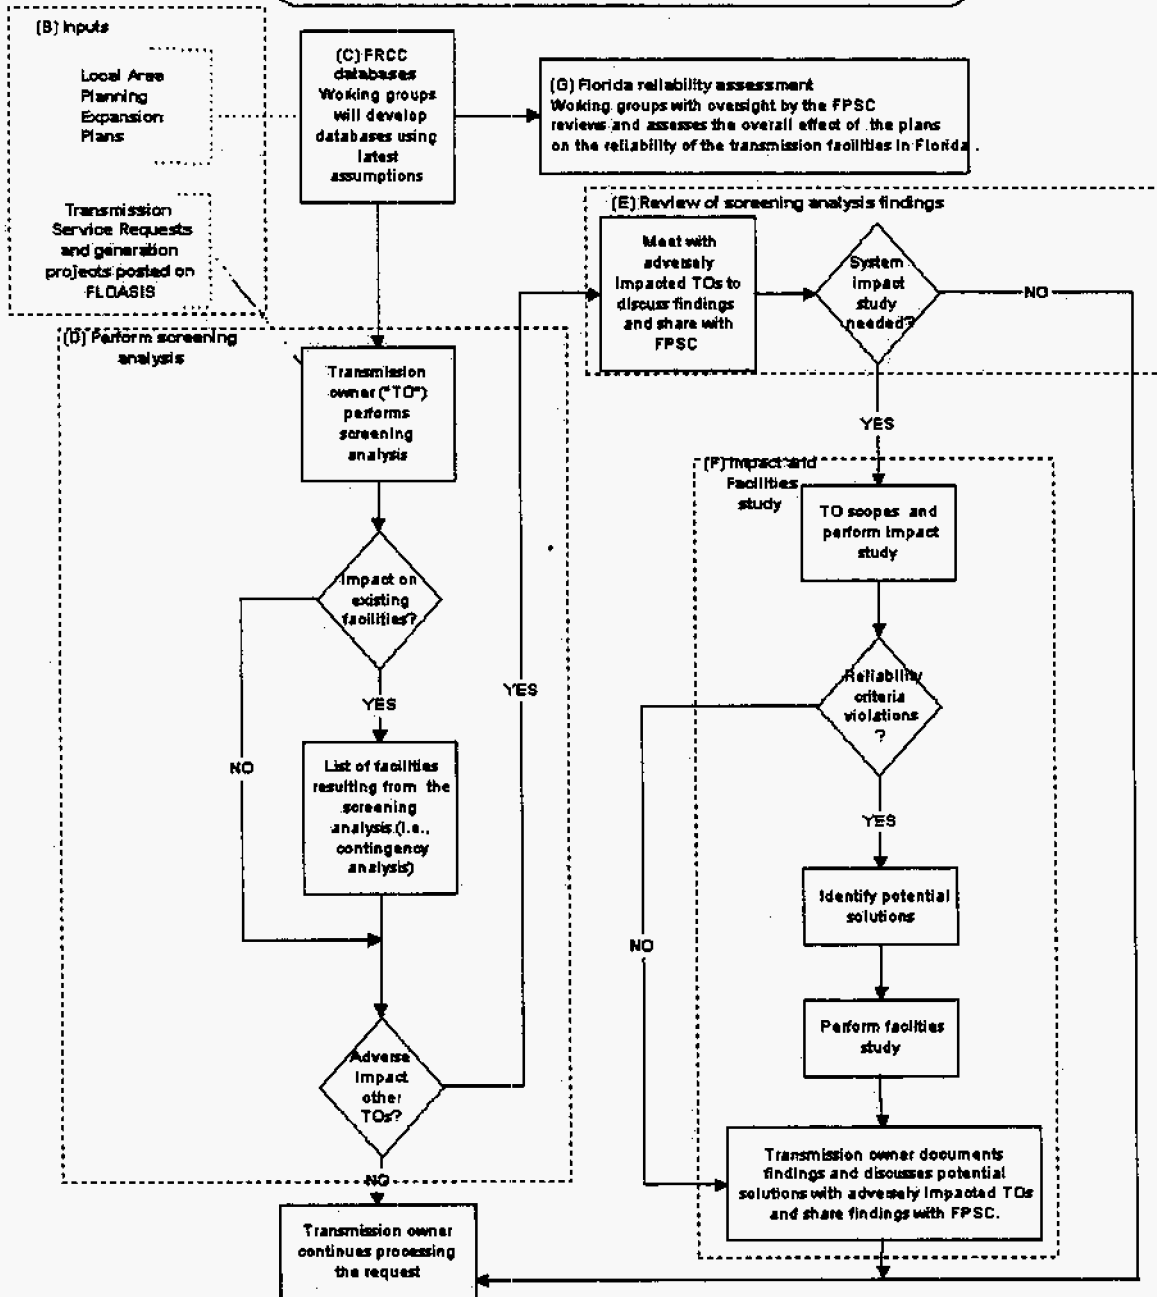 (B) Inputs
Local Area
Planning
Expansion
Plans
Transmission
Service Requests
and generation
projects posted on
FLOASIS
(C) FRCC
databases
Working groups
will develop
databases using
latest
assumptions
(G) Florida reliability assessment
Working groups with oversight by the FPSC
reviews and assesses the overall effect of the plans
on the reliability of the transmission facilities in Florida.
(E) Review of screening analysis findings
Meet with
adversely
impacted TOs to
discuss findings
and share with
FPSC
System
impact
study
needed?
NO
YES
(D) Perform screening
analysis
Transmission
owner ("TO")
performs
screening
analysis
Impact on
existing
facilities?
YES
NO
List of facilities
resulting from the
screening
analysis (i.e.,
contingency
analysis)
YES
Adverse
impact
other
TOs?
NO
Transmission owner
continues processing
the request
(F) Impact and
Facilities
study
TO scopes and
perform impact
study
Reliability
criteria
violations
?
YES
NO
Identify potential
solutions
Perform facilities
study
Transmission owner documents
findings and discusses potential
solutions with adversely impacted TOs
and share findings with FPSC.